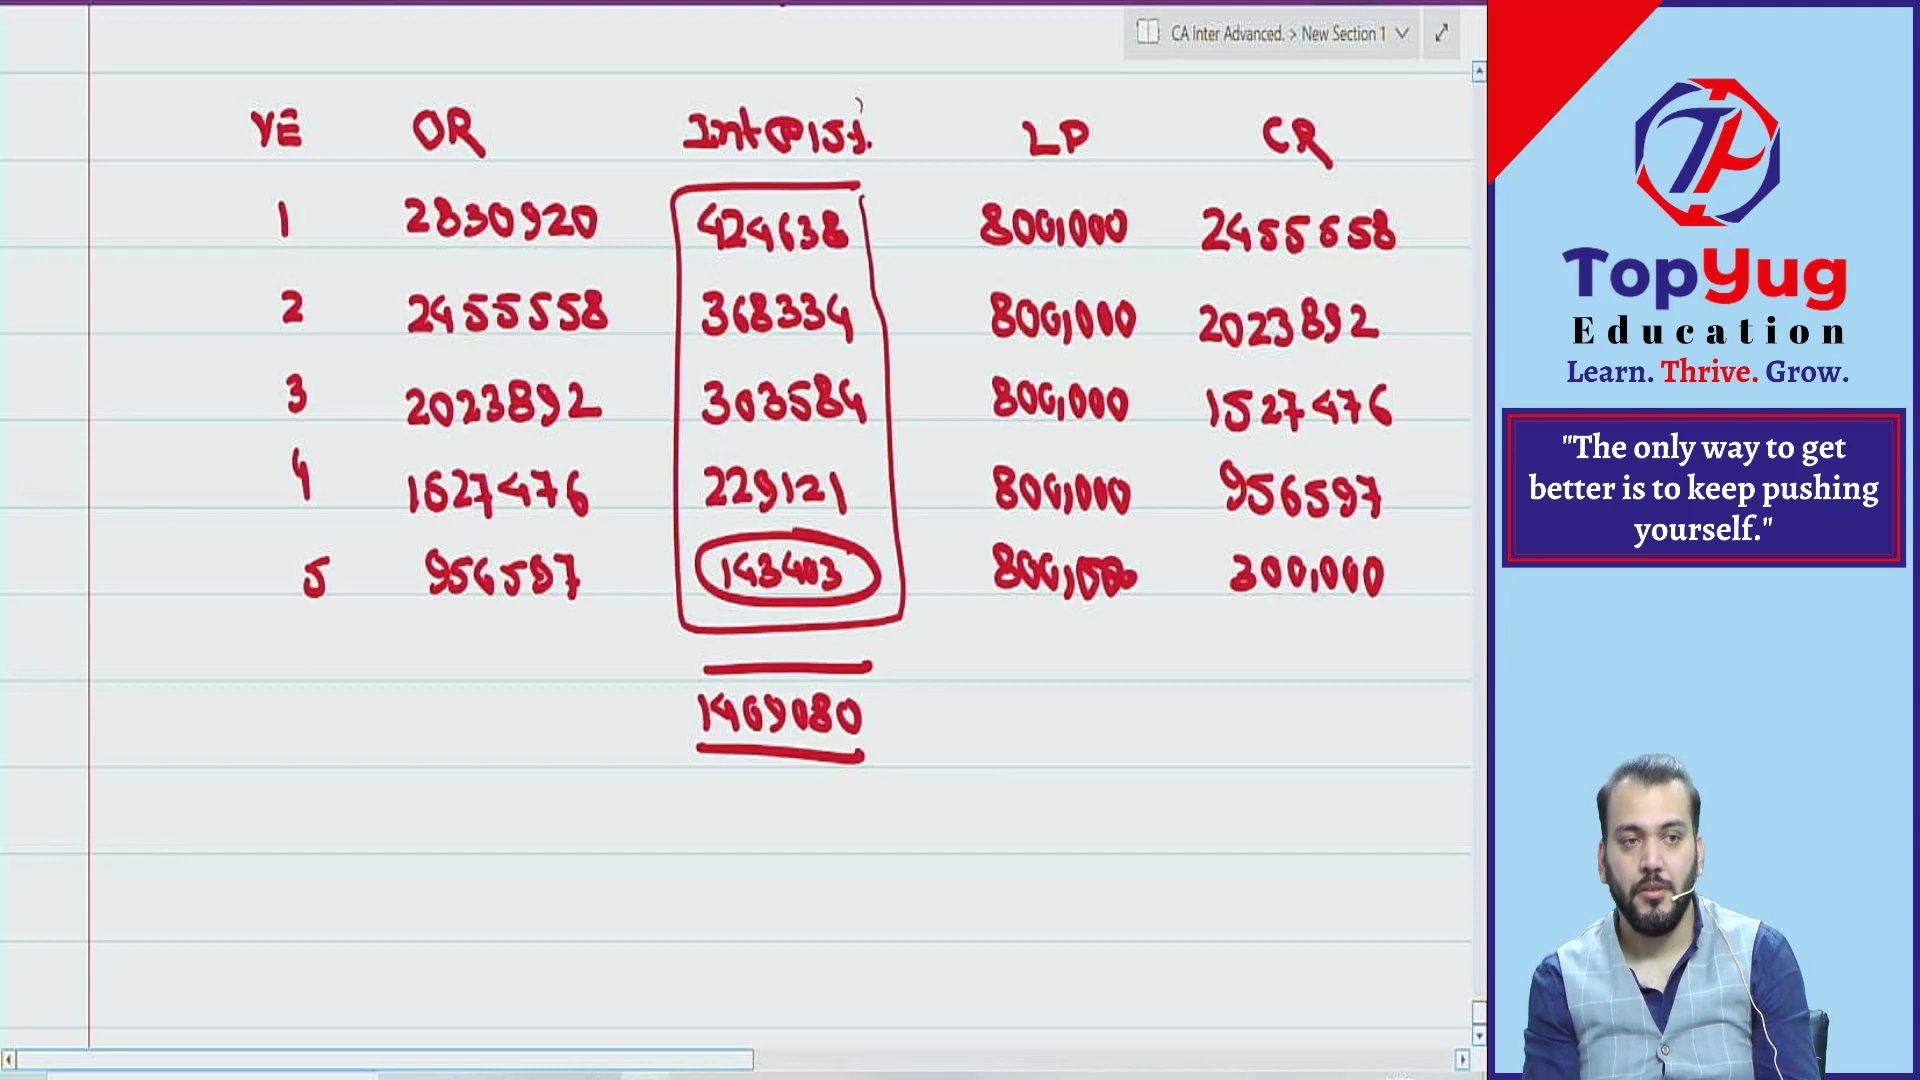 CA Inter Advanced. > New Section 1
YE OR Int@15%. LP CR
1 2830920 424638 800,000 2455558
2 2455558 368334 800,000 2023892
3 2023892 303584 800,000 1527476
4 1527476 229121 800,000 956597
5 956597 143403 800,000 300,000
1469080
TopYug
Education
Learn. Thrive. Grow.
"The only way to get
better is to keep pushing
yourself."